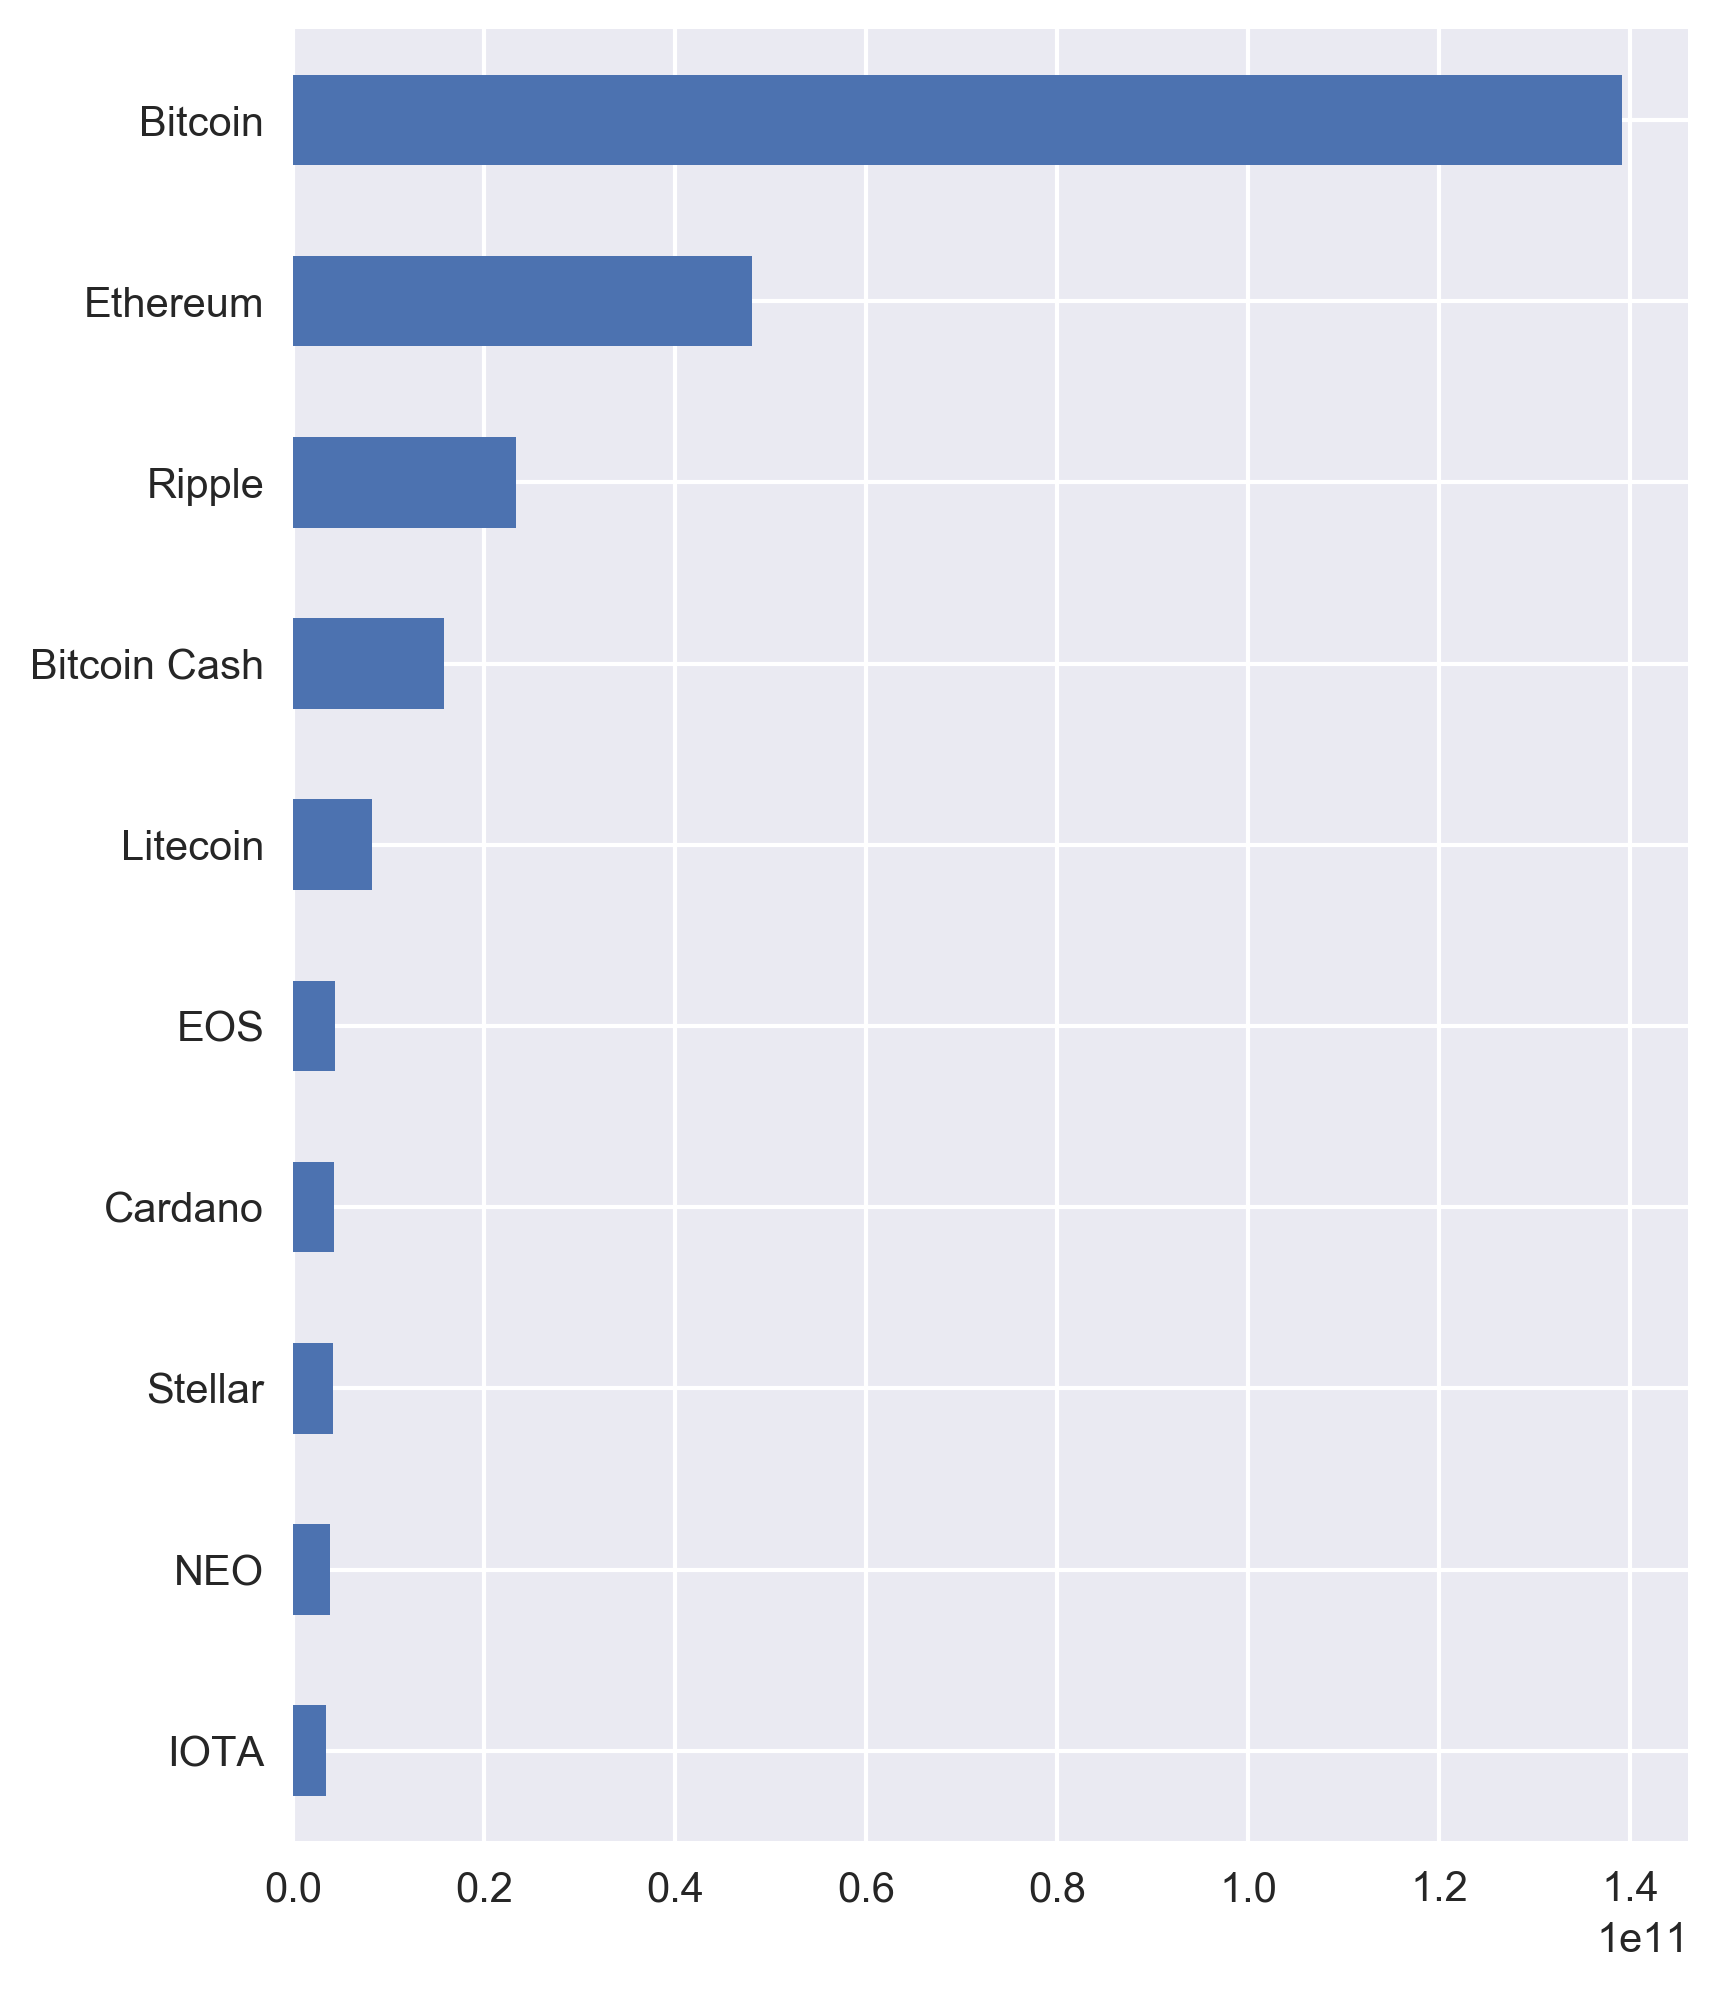 Bitcoin
Ethereum
Ripple
Bitcoin Cash
Litecoin
EOS
Cardano
Stellar
NEO
IOTA
0.0 0.2 0.4 0.6 0.8 1.0 1.2 1.4
1e11